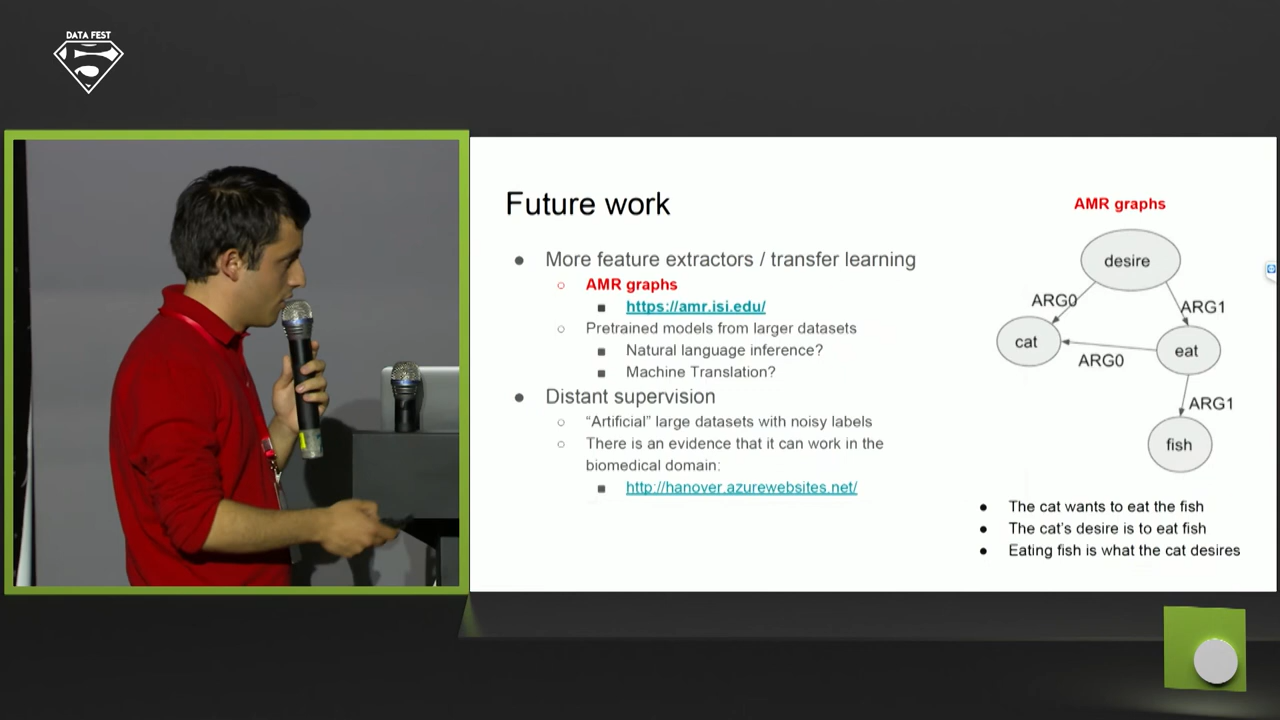 DATA FEST
Future work
More feature extractors / transfer learning
AMR graphs
https://amr.isi.edu/
Pretrained models from larger datasets
Natural language inference?
Machine Translation?
Distant supervision
“Artificial” large datasets with noisy labels
There is an evidence that it can work in the
biomedical domain:
http://hanover.azurewebsites.net/
AMR graphs
desire
ARG0
ARG1
cat
eat
ARG0
ARG1
fish
The cat wants to eat the fish
The cat’s desire is to eat fish
Eating fish is what the cat desires